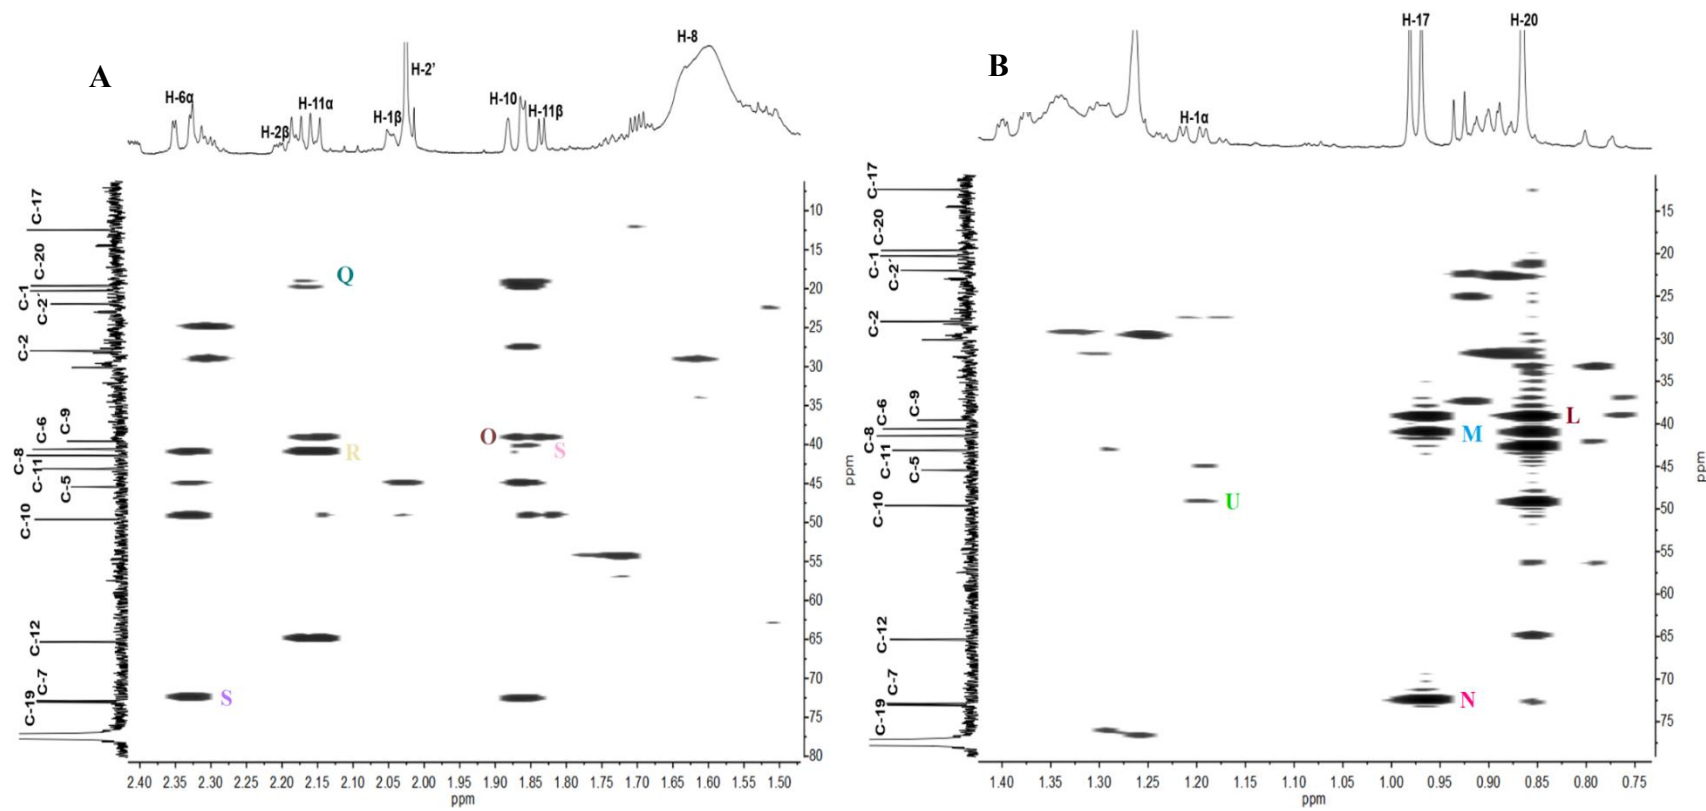 A
H-6α
H-2β
H-11α
H-1β
H-2’
H-10
H-11β
H-8
C-17
C-20
C-1
C-2´
C-2
C-9
C-6
C-8
C-11
C-5
C-10
C-12
C-7
C-19
Q
O
R
S
S
10
15
20
25
30
35
40
45
50
55
60
65
70
75
80
ppm
2.40 2.35 2.30 2.25 2.20 2.15 2.10 2.05 2.00 1.95 1.90 1.85 1.80 1.75 1.70 1.65 1.60 1.55 1.50
ppm
B
H-1α
H-17
H-20
C-17
C-20
C-1
C-2´
C-2
C-9
C-6
C-8
C-11
C-5
C-10
C-12
C-7
C-19
L
M
U
N
15
20
25
30
35
40
45
50
55
60
65
70
75
ppm
1.40 1.35 1.30 1.25 1.20 1.15 1.10 1.05 1.00 0.95 0.90 0.85 0.80 0.75
ppm